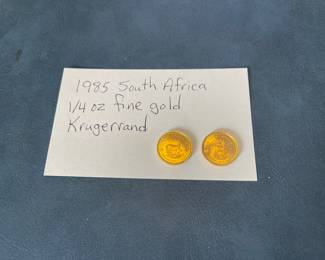 1985 South Africa
1/4 oz fine gold
Krugerrand